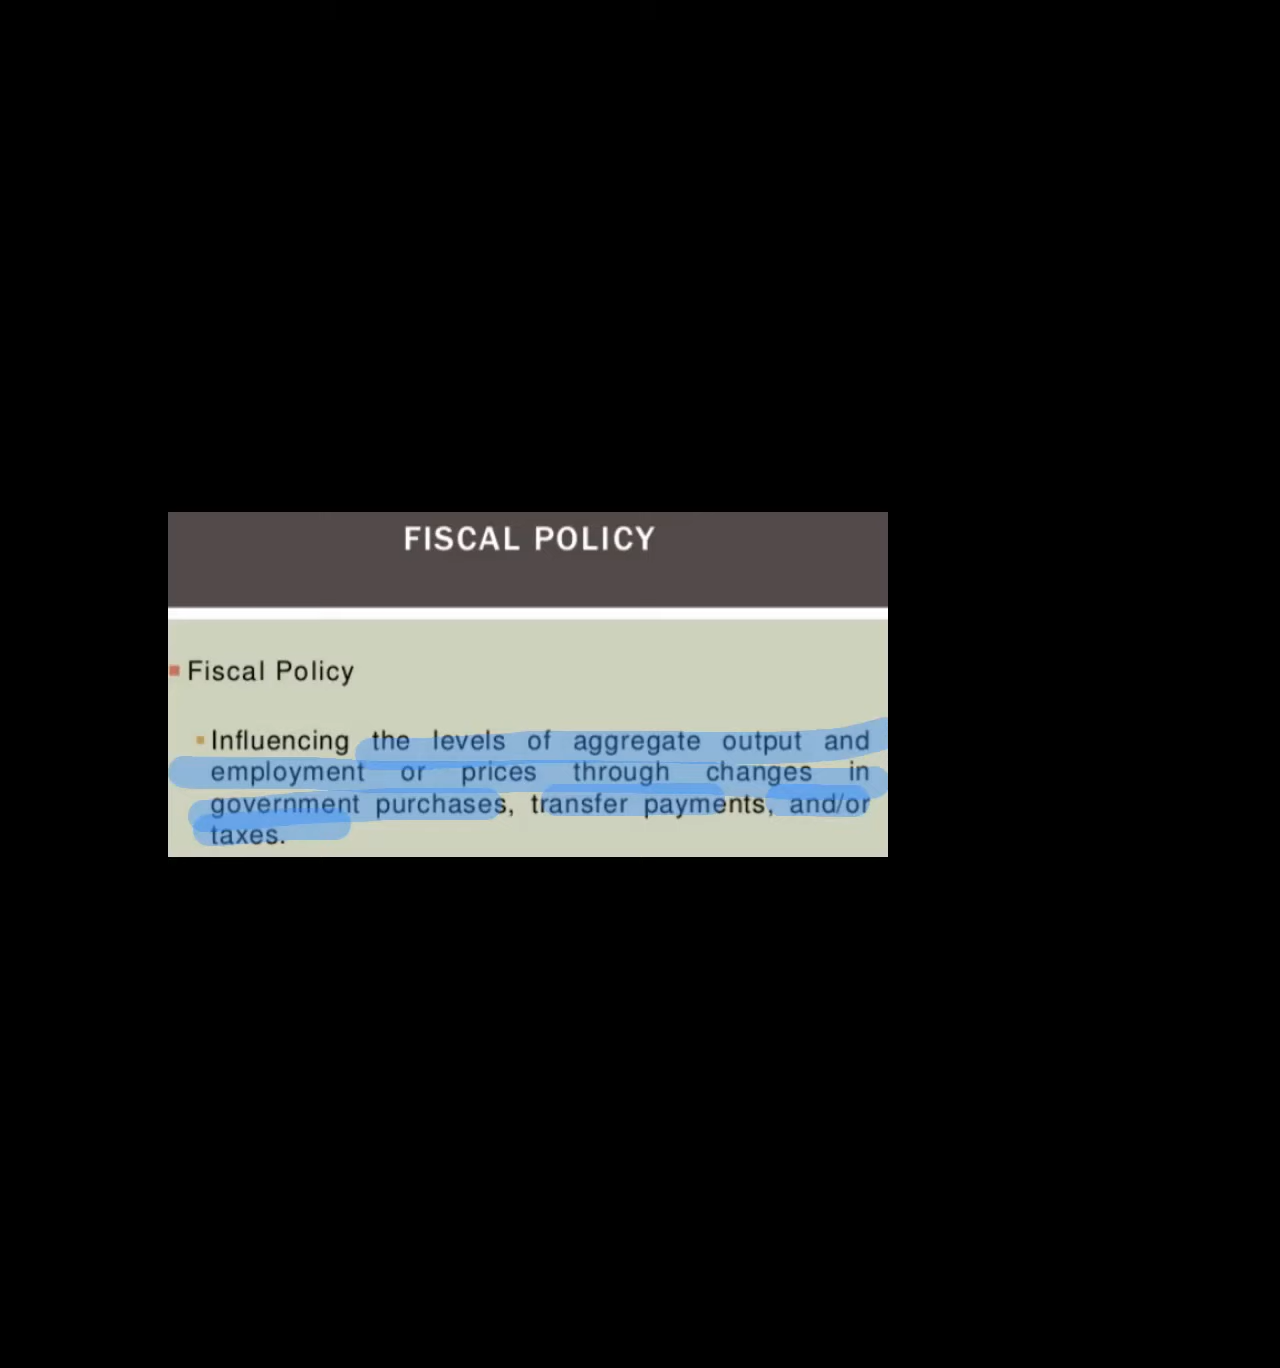 FISCAL POLICY
Fiscal Policy
Influencing the levels of aggregate output and
employment or prices through changes in
government purchases, transfer payments, and/or
taxes.